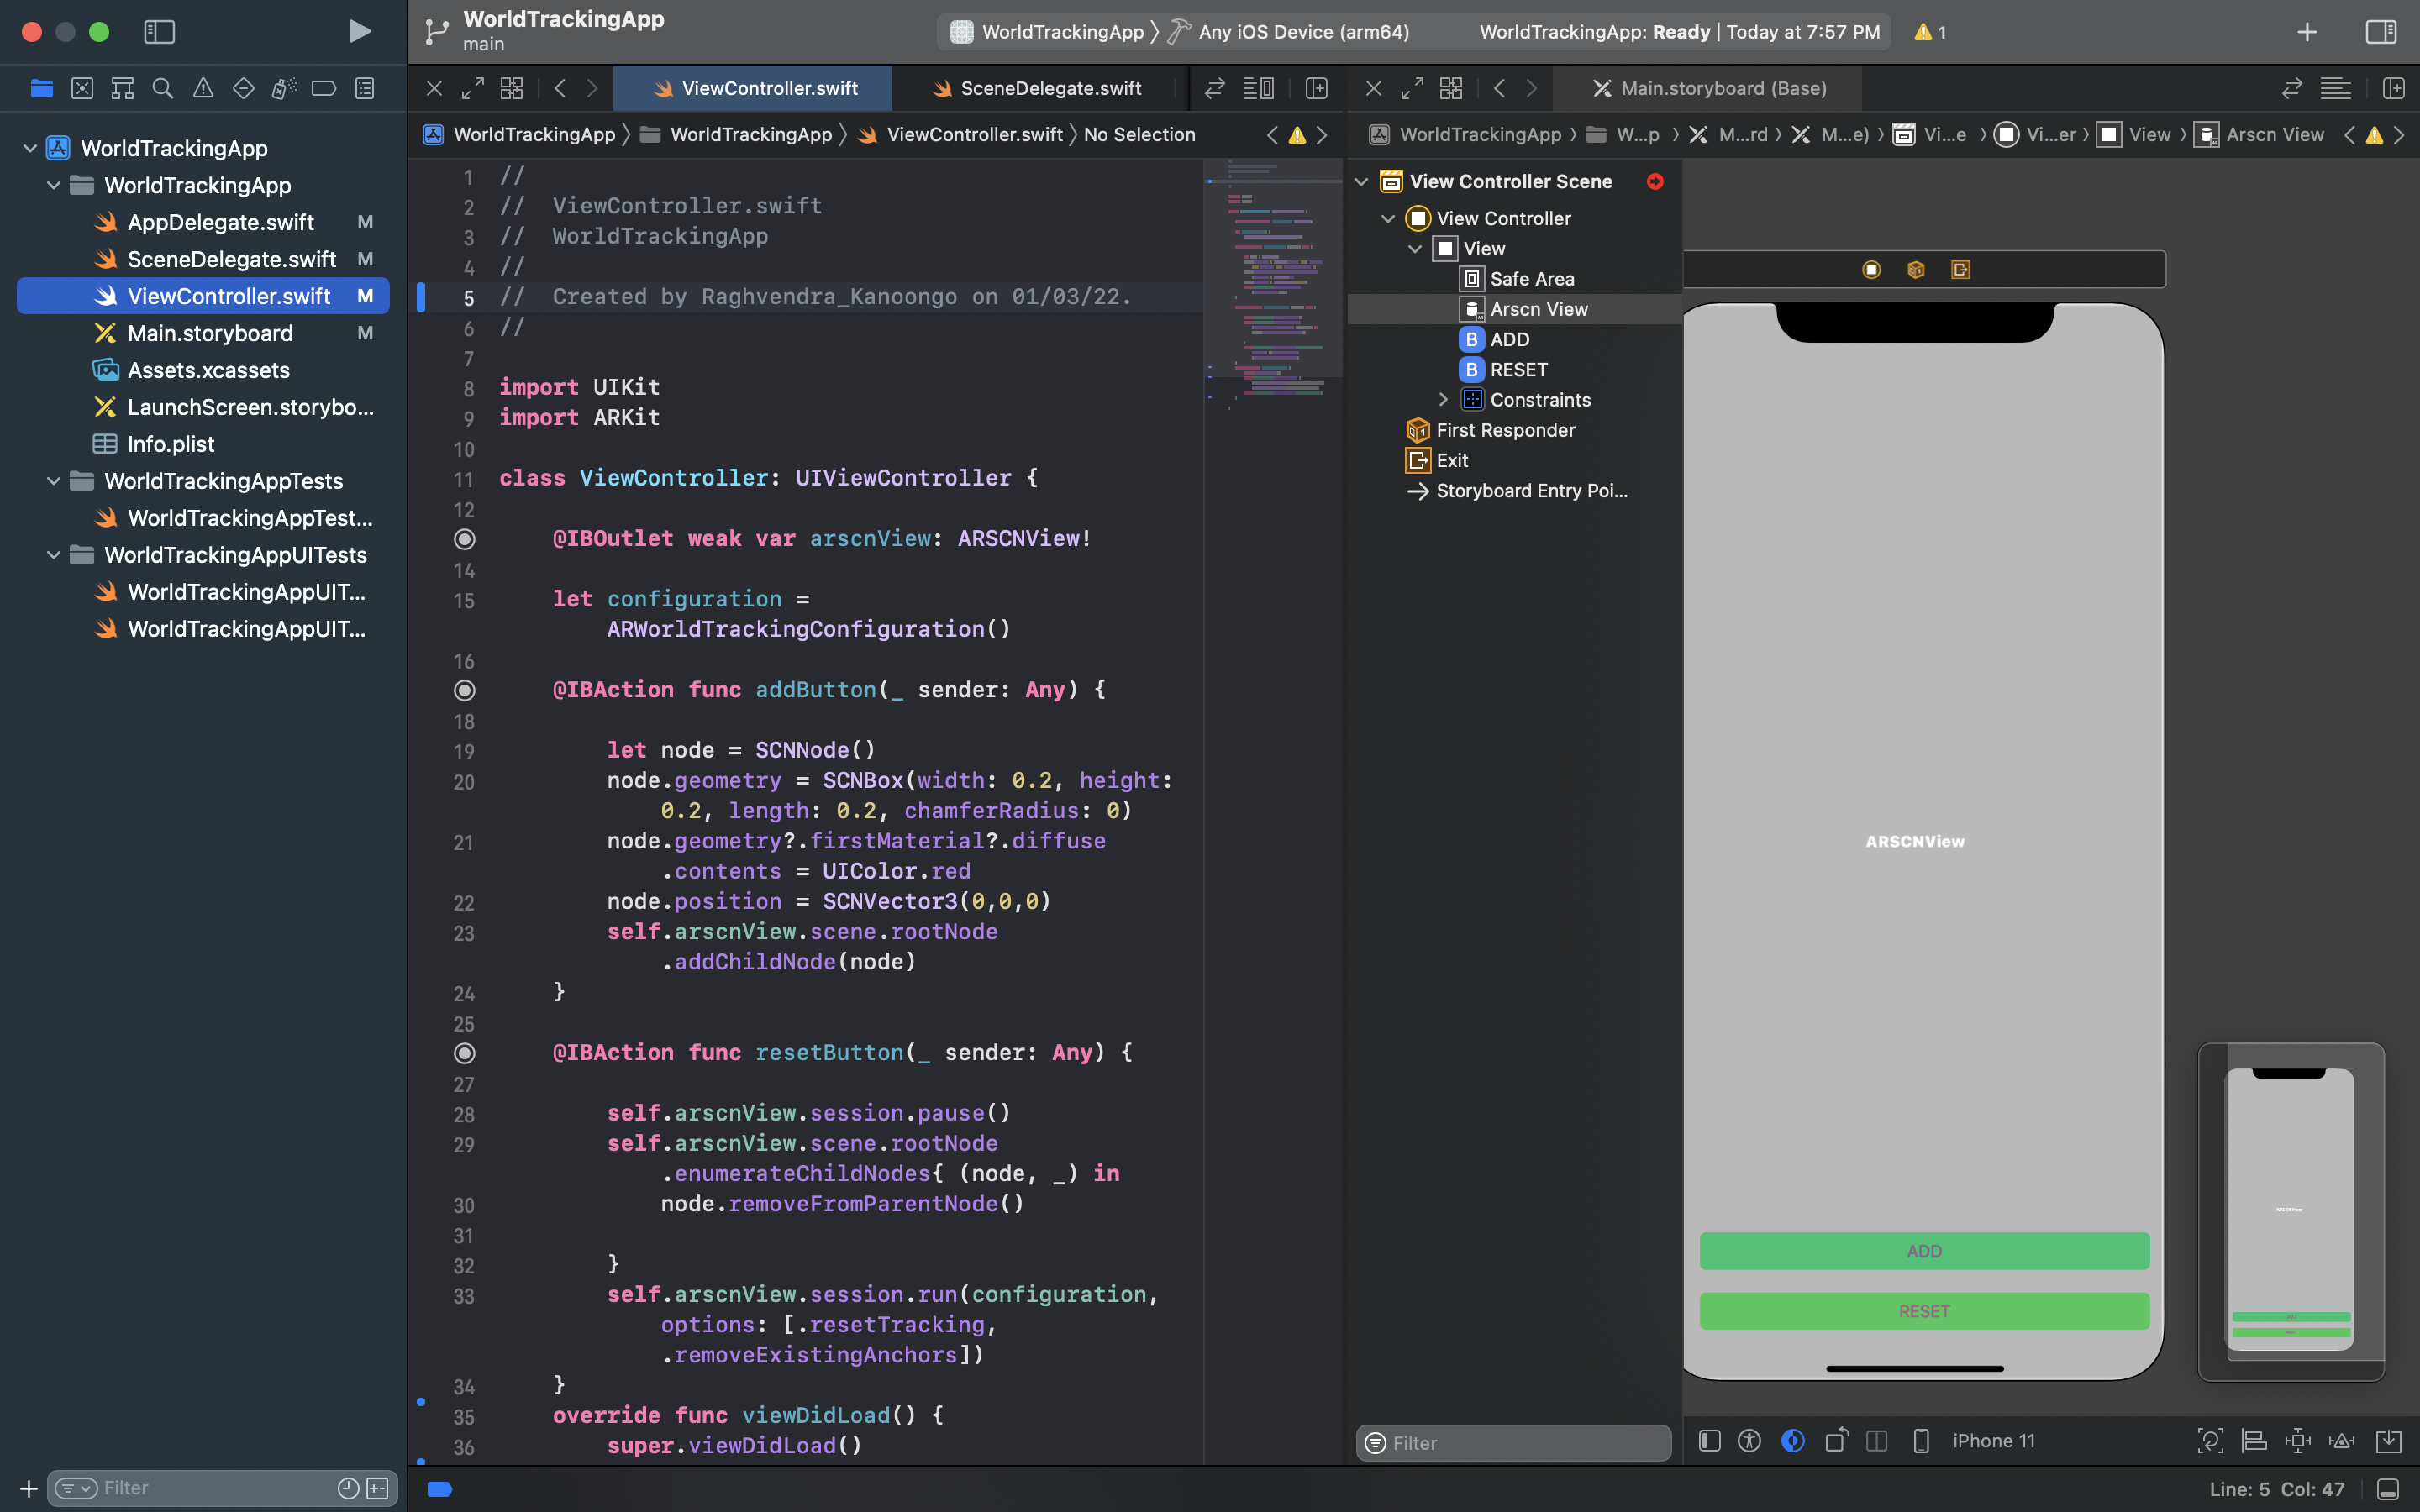 WorldTrackingApp
main
WorldTrackingApp
Any iOS Device (arm64)
WorldTrackingApp: Ready | Today at 7:57 PM
1
ViewController.swift
SceneDelegate.swift
Main.storyboard (Base)
WorldTrackingApp
WorldTrackingApp
ViewController.swift
No Selection
WorldTrackingApp
W...p
M...rd
M...e)
Vi...e
Vi...er
View
Arscn View
WorldTrackingApp
WorldTrackingApp
AppDelegate.swift M
SceneDelegate.swift M
ViewController.swift M
Main.storyboard M
Assets.xcassets
LaunchScreen.storybo...
Info.plist
WorldTrackingAppTests
WorldTrackingAppTest...
WorldTrackingAppUITests
WorldTrackingAppUIT...
WorldTrackingAppUIT...
Filter
1 //
2 //  ViewController.swift
3 //  WorldTrackingApp
4 //
5 //  Created by Raghvendra_Kanoongo on 01/03/22.
6 //
7
8 import UIKit
9 import ARKit
10
11 class ViewController: UIViewController {
12
@IBOutlet weak var arscnView: ARSCNView!
14
15 let configuration =
ARWorldTrackingConfiguration()
16
@IBAction func addButton(_ sender: Any) {
18
19 let node = SCNNode()
20 node.geometry = SCNBox(width: 0.2, height:
0.2, length: 0.2, chamferRadius: 0)
21 node.geometry?.firstMaterial?.diffuse
.contents = UIColor.red
22 node.position = SCNVector3(0,0,0)
23 self.arscnView.scene.rootNode
.addChildNode(node)
24 }
25
@IBAction func resetButton(_ sender: Any) {
27
28 self.arscnView.session.pause()
29 self.arscnView.scene.rootNode
.enumerateChildNodes{ (node, _) in
30 node.removeFromParentNode()
31
32 }
33 self.arscnView.session.run(configuration,
options: [.resetTracking,
.removeExistingAnchors])
34 }
35 override func viewDidLoad() {
36 super.viewDidLoad()
View Controller Scene
View Controller
View
Safe Area
Arscn View
B ADD
B RESET
Constraints
First Responder
Exit
Storyboard Entry Poi...
Filter
ARSCNView
ADD
RESET
iPhone 11
Line: 5 Col: 47